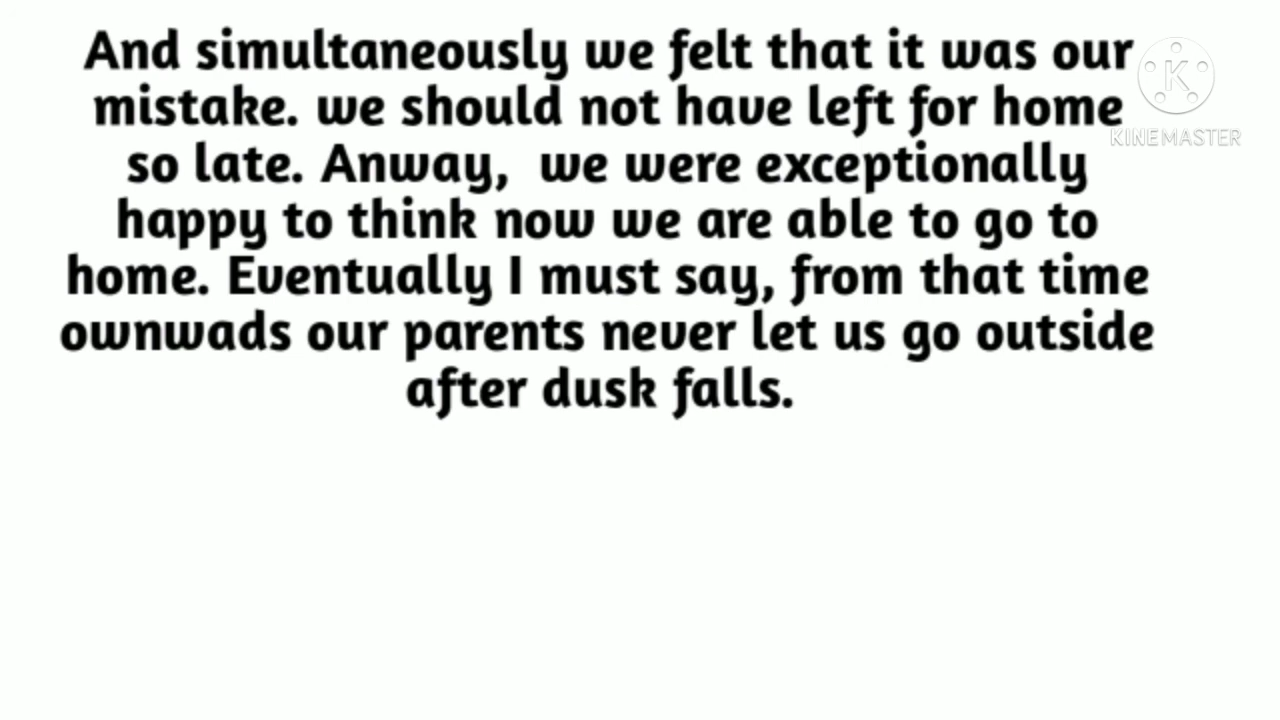 And simultaneously we felt that it was our
mistake. we should not have left for home
so late. Anway,  we were exceptionally
happy to think now we are able to go to
home. Eventually I must say, from that time
ownwads our parents never let us go outside
after dusk falls.
K
KINEMASTER